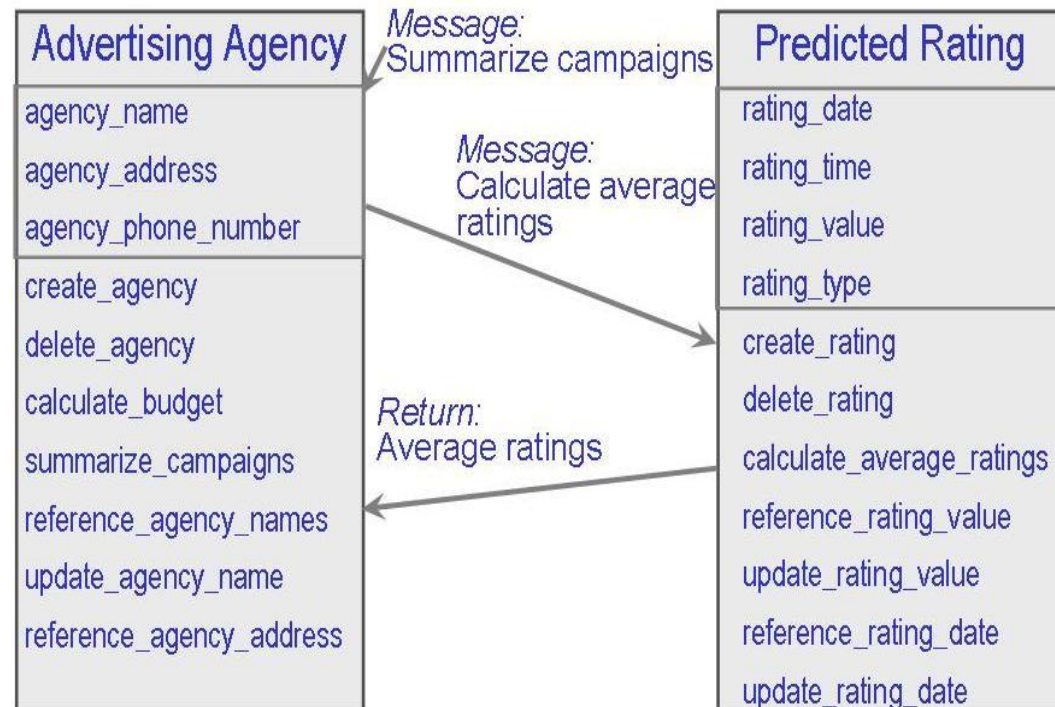 Advertising Agency
agency_name
agency_address
agency_phone_number
create_agency
delete_agency
calculate_budget
summarize_campaigns
reference_agency_names
update_agency_name
reference_agency_address
Message:
Summarize campaigns
Message:
Calculate average
ratings
Return:
Average ratings
Predicted Rating
rating_date
rating_time
rating_value
rating_type
create_rating
delete_rating
calculate_average_ratings
reference_rating_value
update_rating_value
reference_rating_date
update_rating_date